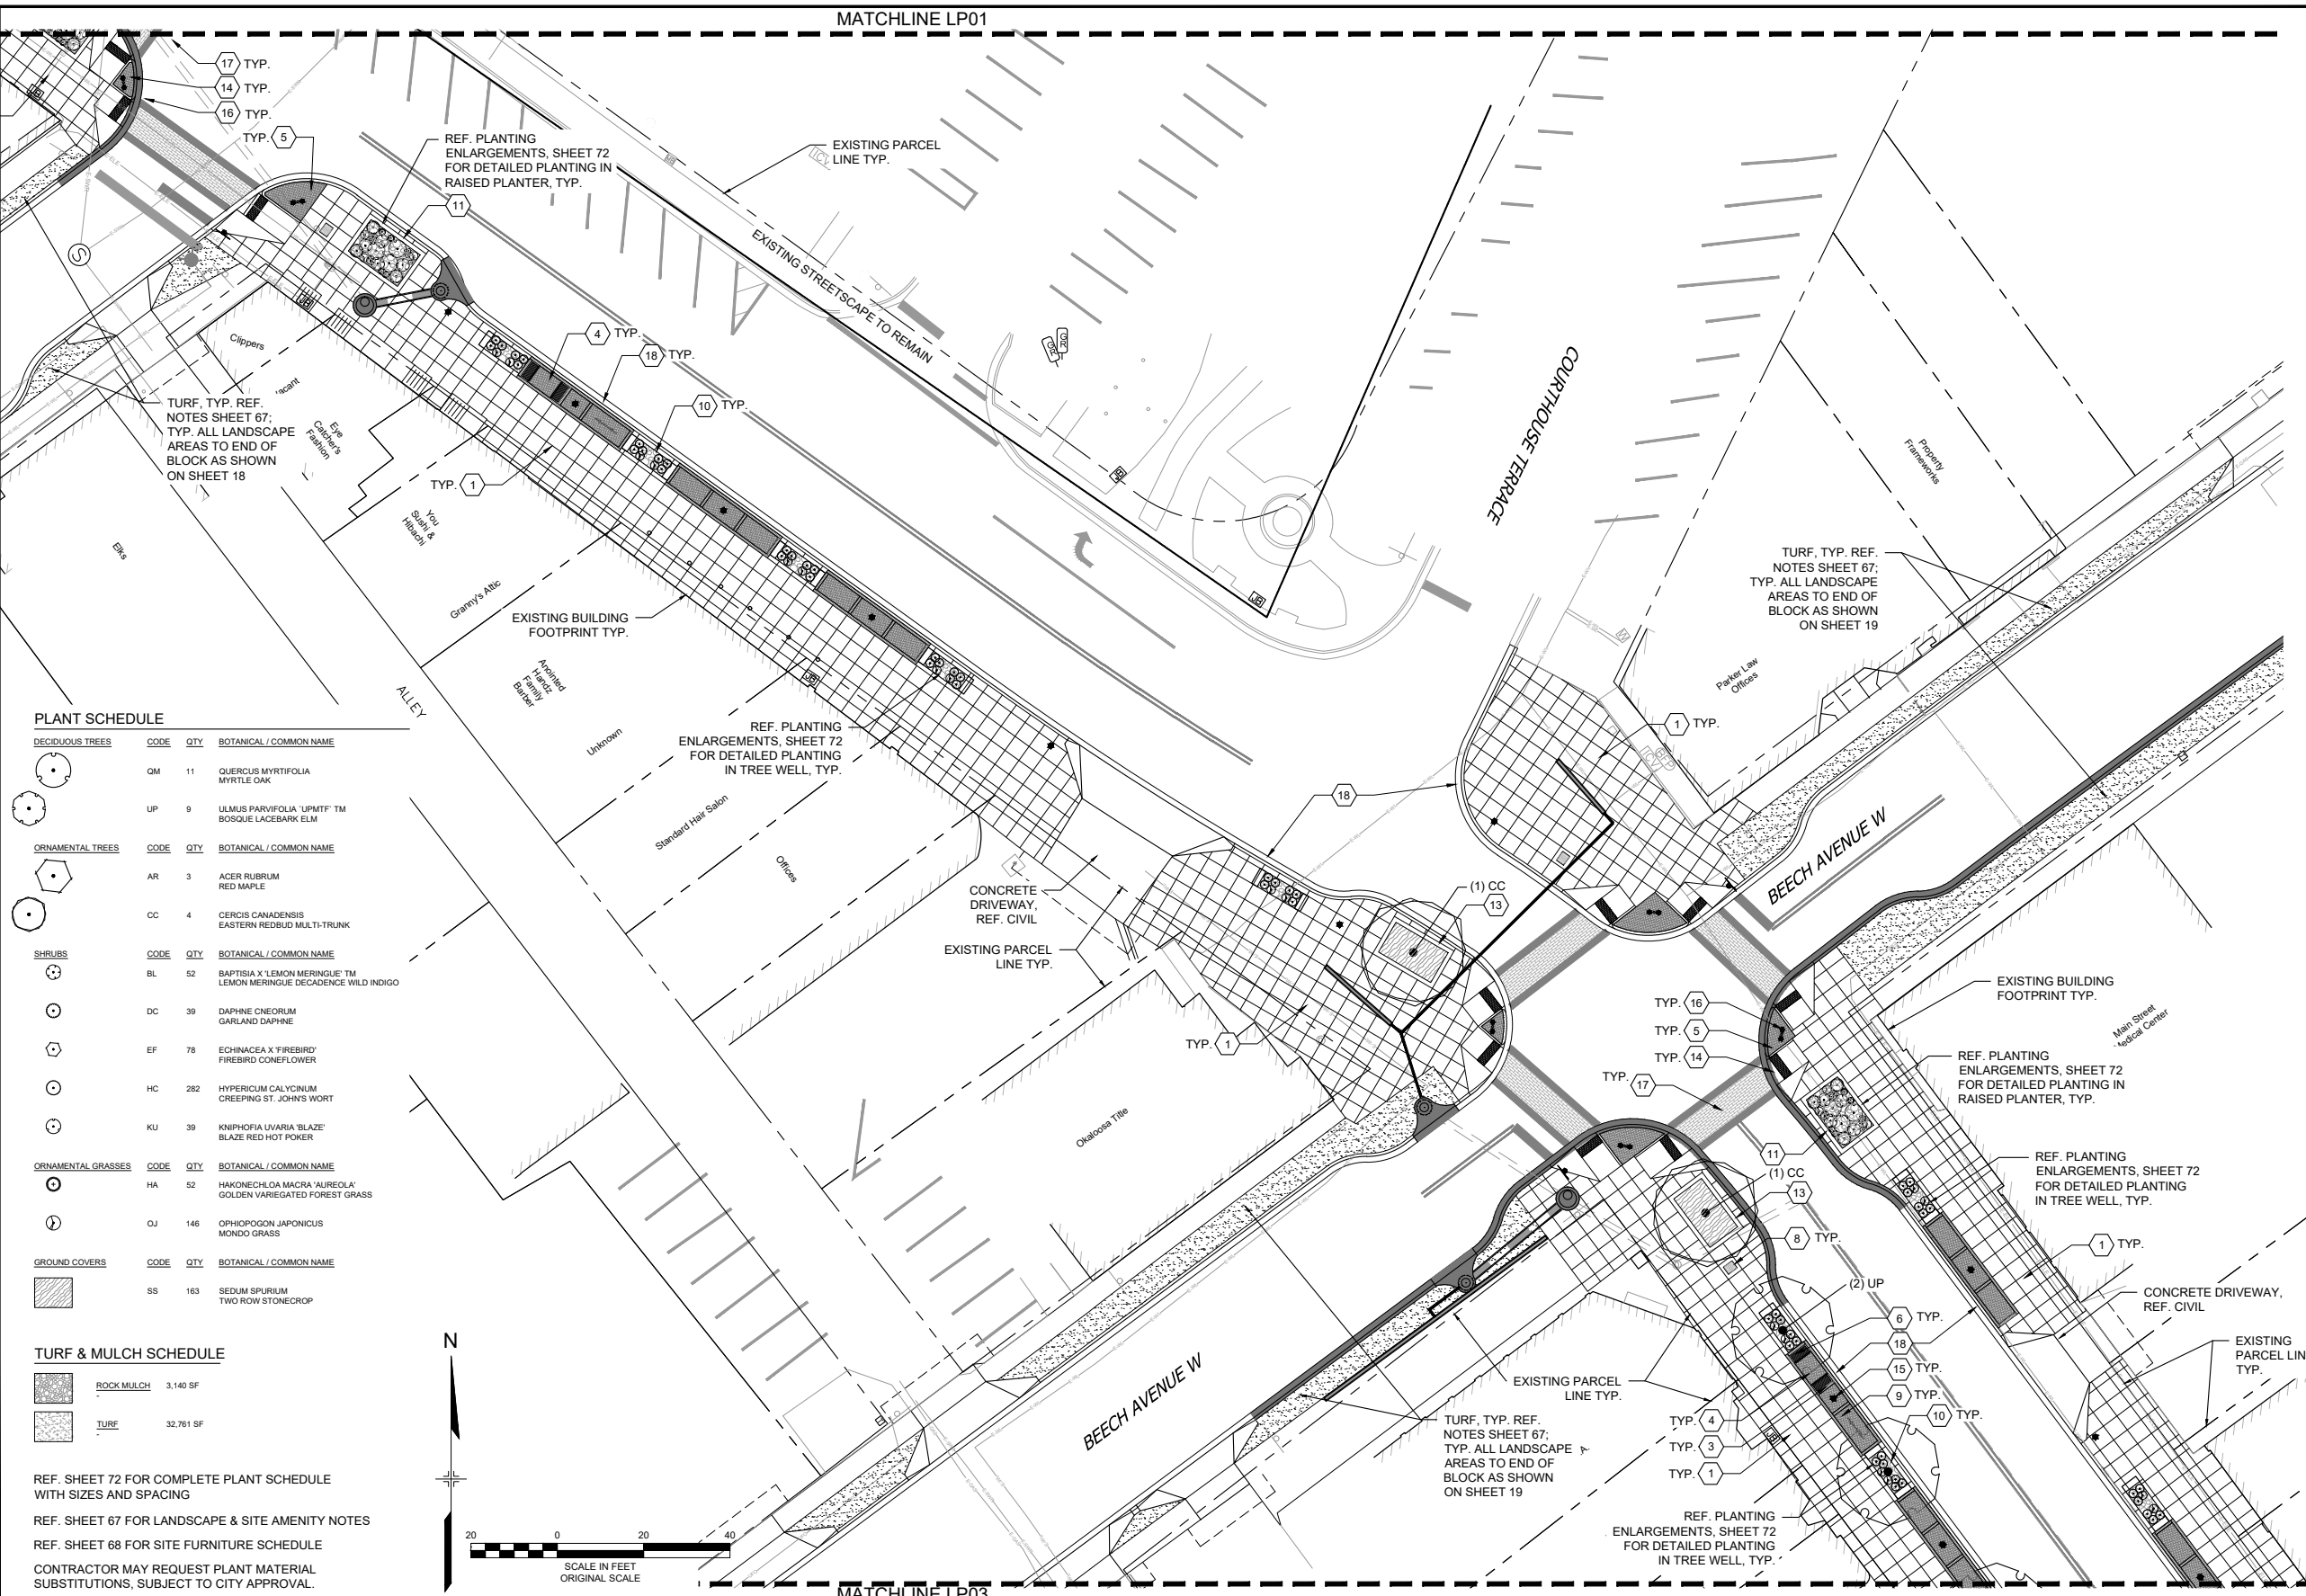 MATCHLINE LP01
17 TYP.
14 TYP.
16 TYP.
TYP. 5
REF. PLANTING
ENLARGEMENTS, SHEET 72
FOR DETAILED PLANTING IN
RAISED PLANTER, TYP.
11
EXISTING PARCEL
LINE TYP.
EXISTING STREETSCAPE TO REMAIN
COURTHOUSE TERRACE
S
JB
Clippers
Eye
Catcher's
Fashion
4 TYP.
18 TYP.
10 TYP.
TURF, TYP. REF.
NOTES SHEET 67;
TYP. ALL LANDSCAPE
AREAS TO END OF
BLOCK AS SHOWN
ON SHEET 18
TYP. 1
You
Sushi &
Hibachi
Elks
Granny's Attic
EXISTING BUILDING
FOOTPRINT TYP.
Anointed
Handz
Family
Barber
ALLEY
Unknown
JB
JB
JB
REF. PLANTING
ENLARGEMENTS, SHEET 72
FOR DETAILED PLANTING
IN TREE WELL, TYP.
Standard Hair Salon
Offices
Property
Frameworks
TURF, TYP. REF.
NOTES SHEET 67;
TYP. ALL LANDSCAPE
AREAS TO END OF
BLOCK AS SHOWN
ON SHEET 19
Parker Law
Offices
1 TYP.
18
BEECH AVENUE W
CONCRETE
DRIVEWAY,
REF. CIVIL
(1) CC
13
EXISTING PARCEL
LINE TYP.
TYP. 1
EXISTING BUILDING
FOOTPRINT TYP.
Main Street
Medical Center
TYP. 16
TYP. 5
TYP. 14
TYP. 17
REF. PLANTING
ENLARGEMENTS, SHEET 72
FOR DETAILED PLANTING IN
RAISED PLANTER, TYP.
Okaloosa Title
11
(1) CC
13
8 TYP.
REF. PLANTING
ENLARGEMENTS, SHEET 72
FOR DETAILED PLANTING
IN TREE WELL, TYP.
1 TYP.
(2) UP
CONCRETE DRIVEWAY,
REF. CIVIL
6 TYP.
18
15 TYP.
9 TYP.
10 TYP.
EXISTING
PARCEL LIN
TYP.
EXISTING PARCEL
LINE TYP.
TYP. 4
TYP. 3
TYP. 1
JB
BEECH AVENUE W
TURF, TYP. REF.
NOTES SHEET 67;
TYP. ALL LANDSCAPE
AREAS TO END OF
BLOCK AS SHOWN
ON SHEET 19
REF. PLANTING
ENLARGEMENTS, SHEET 72
FOR DETAILED PLANTING
IN TREE WELL, TYP.
PLANT SCHEDULE
DECIDUOUS TREES CODE QTY BOTANICAL / COMMON NAME
QM 11 QUERCUS MYRTIFOLIA
MYRTLE OAK
UP 9 ULMUS PARVIFOLIA `UPMTF` TM
BOSQUE LACEBARK ELM
ORNAMENTAL TREES CODE QTY BOTANICAL / COMMON NAME
AR 3 ACER RUBRUM
RED MAPLE
CC 4 CERCIS CANADENSIS
EASTERN REDBUD MULTI-TRUNK
SHRUBS CODE QTY BOTANICAL / COMMON NAME
BL 52 BAPTISIA X 'LEMON MERINGUE' TM
LEMON MERINGUE DECADENCE WILD INDIGO
DC 39 DAPHNE CNEORUM
GARLAND DAPHNE
EF 78 ECHINACEA X 'FIREBIRD'
FIREBIRD CONEFLOWER
HC 282 HYPERICUM CALYCINUM
CREEPING ST. JOHN'S WORT
KU 39 KNIPHOFIA UVARIA 'BLAZE'
BLAZE RED HOT POKER
ORNAMENTAL GRASSES CODE QTY BOTANICAL / COMMON NAME
HA 52 HAKONECHLOA MACRA 'AUREOLA'
GOLDEN VARIEGATED FOREST GRASS
OJ 146 OPHIOPOGON JAPONICUS
MONDO GRASS
GROUND COVERS CODE QTY BOTANICAL / COMMON NAME
SS 163 SEDUM SPURIUM
TWO ROW STONECROP
TURF & MULCH SCHEDULE
ROCK MULCH 3,140 SF
-
TURF 32,761 SF
-
REF. SHEET 72 FOR COMPLETE PLANT SCHEDULE
WITH SIZES AND SPACING
REF. SHEET 67 FOR LANDSCAPE & SITE AMENITY NOTES
REF. SHEET 68 FOR SITE FURNITURE SCHEDULE
CONTRACTOR MAY REQUEST PLANT MATERIAL
SUBSTITUTIONS, SUBJECT TO CITY APPROVAL.
N
20 0 20 40
SCALE IN FEET
ORIGINAL SCALE
MATCHLINE LP03